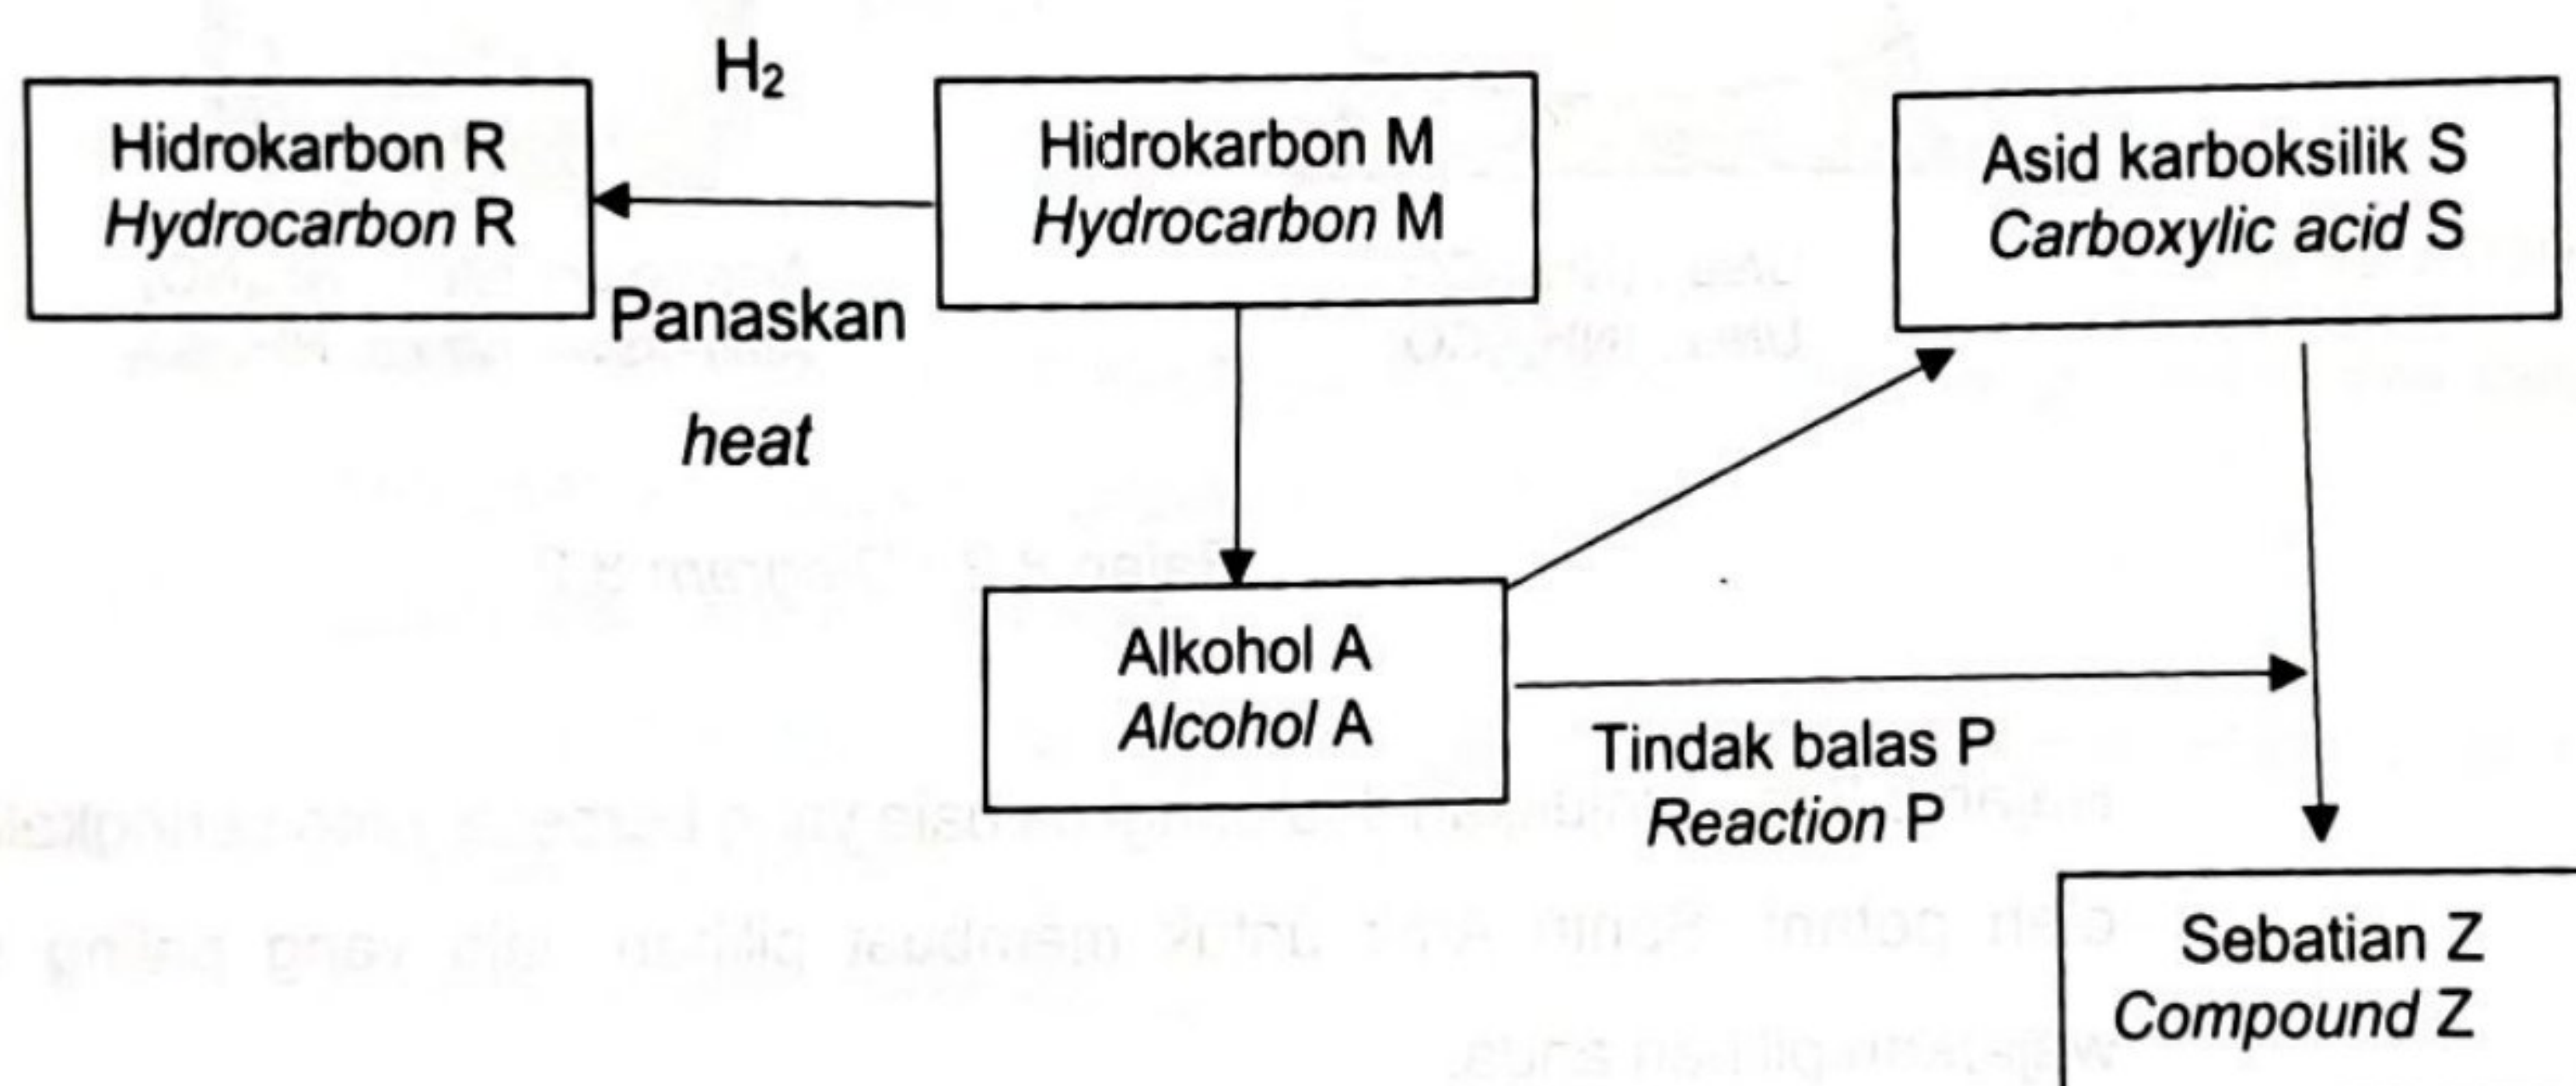 H₂
Hidrokarbon R
Hydrocarbon R
Hidrokarbon M
Hydrocarbon M
Asid karboksilik S
Carboxylic acid S
Panaskan
heat
Alkohol A
Alcohol A
Tindak balas P
Reaction P
Sebatian Z
Compound Z